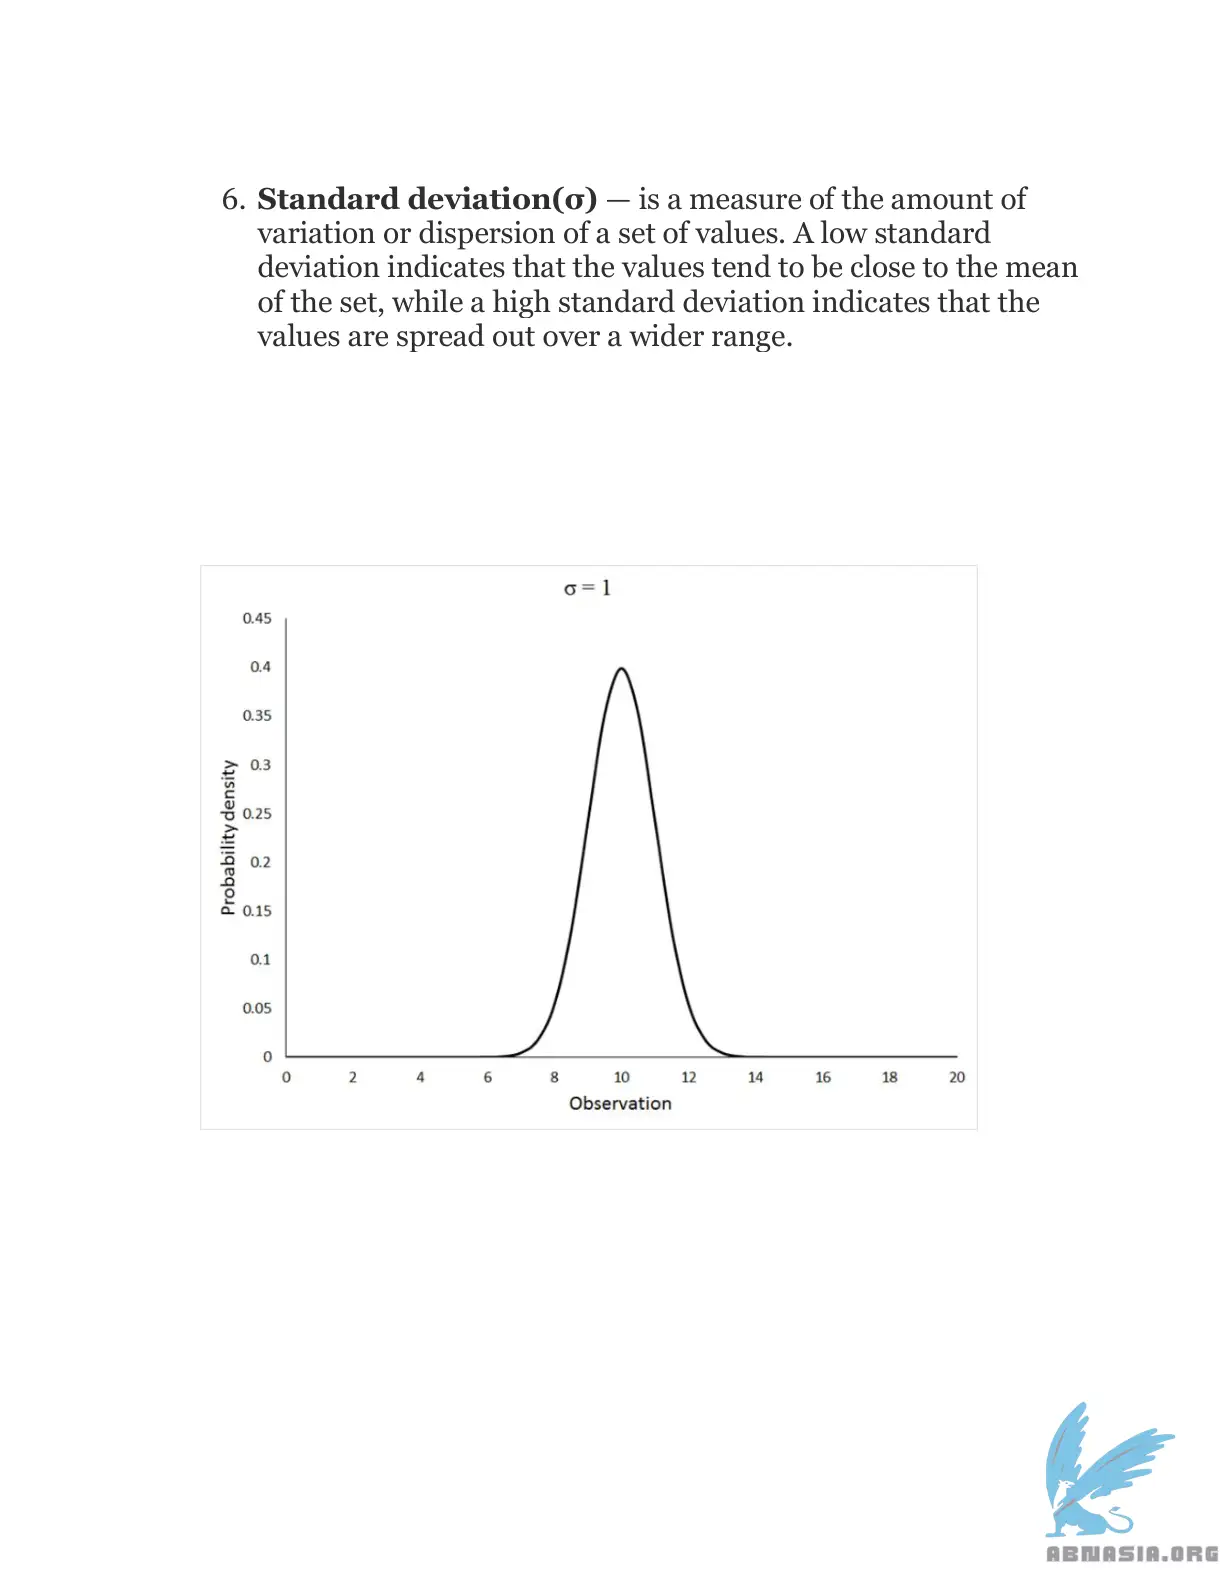 6. Standard deviation(σ) — is a measure of the amount of
variation or dispersion of a set of values. A low standard
deviation indicates that the values tend to be close to the mean
of the set, while a high standard deviation indicates that the
values are spread out over a wider range.
σ = 1
0.45
0.4
0.35
0.3
0.25
0.2
0.15
0.1
0.05
0
Probability density
0 2 4 6 8 10 12 14 16 18 20
Observation
ABNASIA.ORG